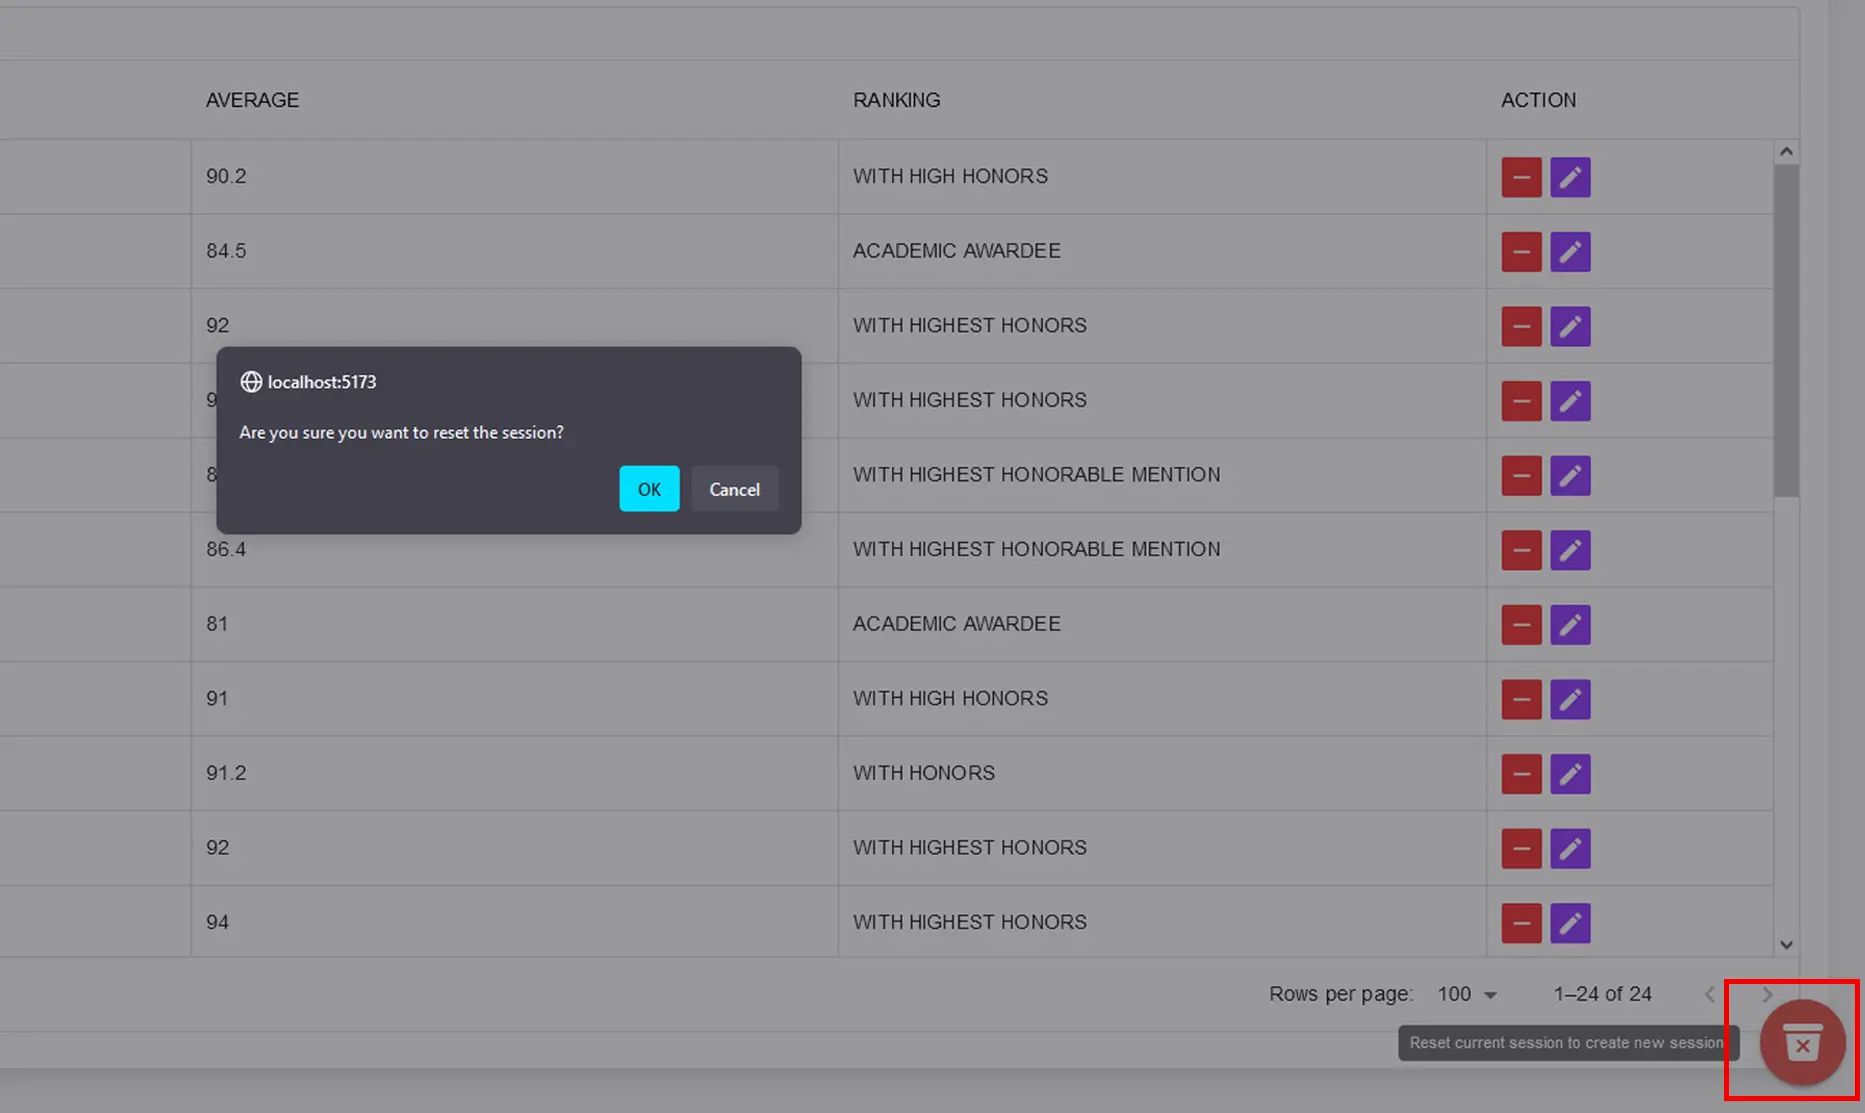 AVERAGE RANKING ACTION
90.2 WITH HIGH HONORS
84.5 ACADEMIC AWARDEE
92 WITH HIGHEST HONORS
WITH HIGHEST HONORS
WITH HIGHEST HONORABLE MENTION
86.4 WITH HIGHEST HONORABLE MENTION
81 ACADEMIC AWARDEE
91 WITH HIGH HONORS
91.2 WITH HONORS
92 WITH HIGHEST HONORS
94 WITH HIGHEST HONORS
localhost:5173
Are you sure you want to reset the session?
OK Cancel
Rows per page: 100 1–24 of 24
Reset current session to create new session